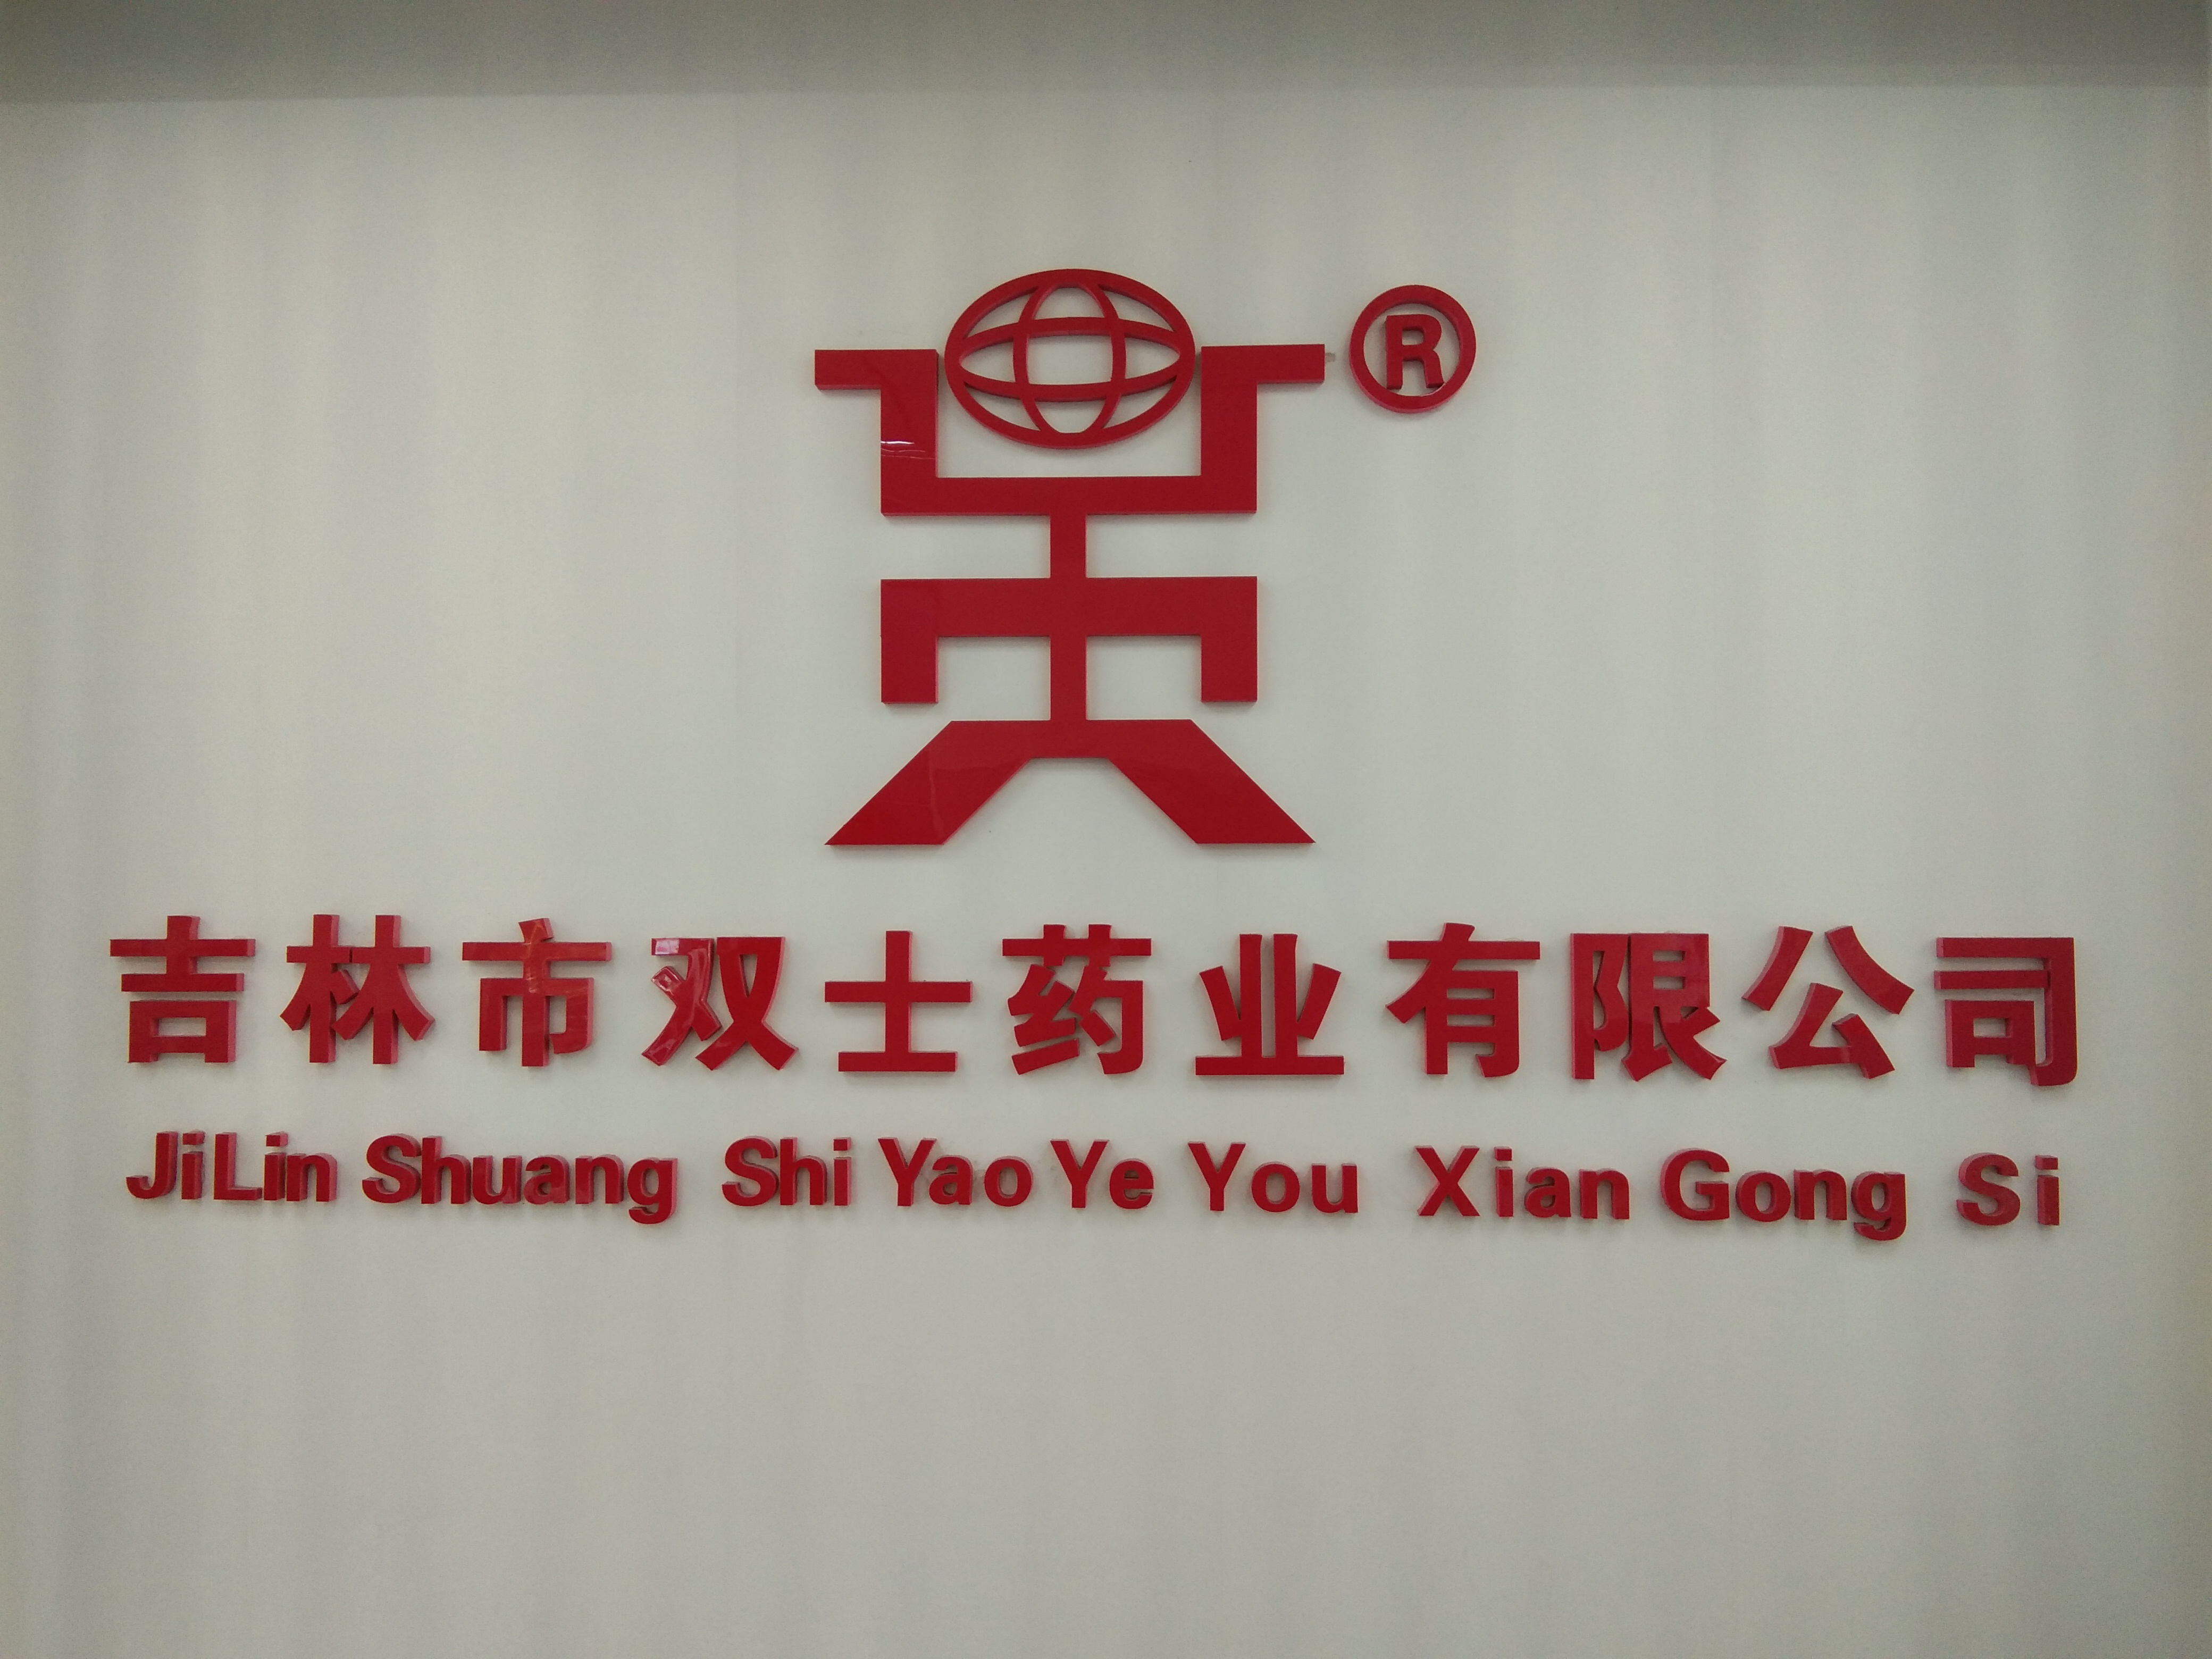 ®
吉林市双士药业有限公司
JiLin Shuang Shi YaoYe You Xian Gong Si